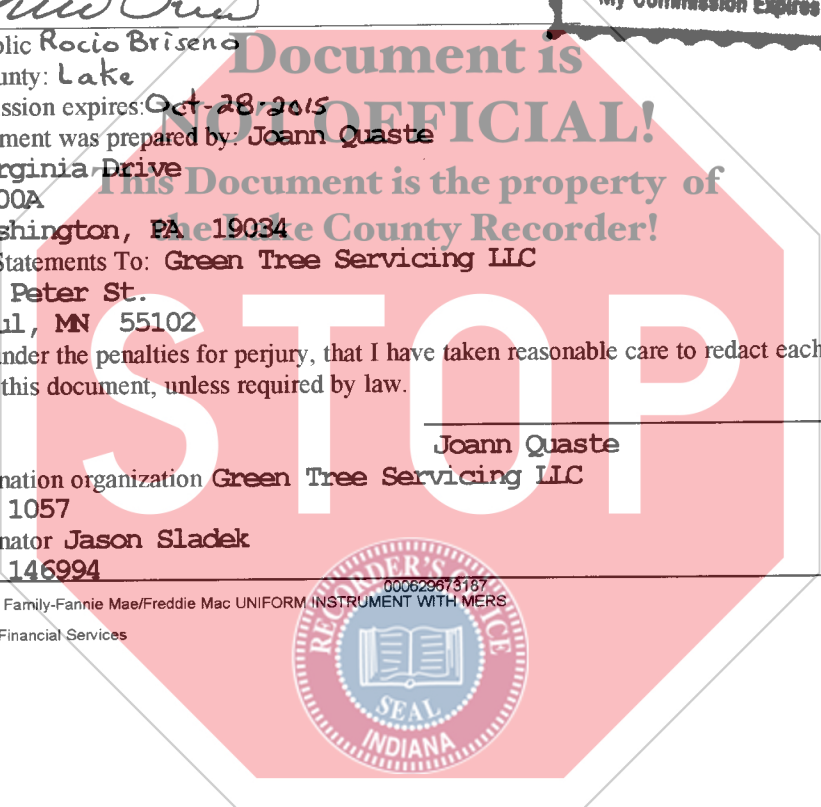 My Commission Expires
blic Rocio Briseno
unty: Lake
ssion expires: Oct-28-2015
ment was prepared by: Joann Quaste
rginia Drive
00A
shington, PA 19034
Statements To: Green Tree Servicing LLC
Peter St.
ul, MN 55102
under the penalties for perjury, that I have taken reasonable care to redact each
this document, unless required by law.
Joann Quaste
nation organization Green Tree Servicing LLC
1057
nator Jason Sladek
146994
000629673187
Family-Fannie Mae/Freddie Mac UNIFORM INSTRUMENT WITH MERS
Financial Services
Document is
NOT OFFICIAL!
This Document is the property of
the Lake County Recorder!
STOP
RECORDER'S OFFICE
SEAL
INDIANA